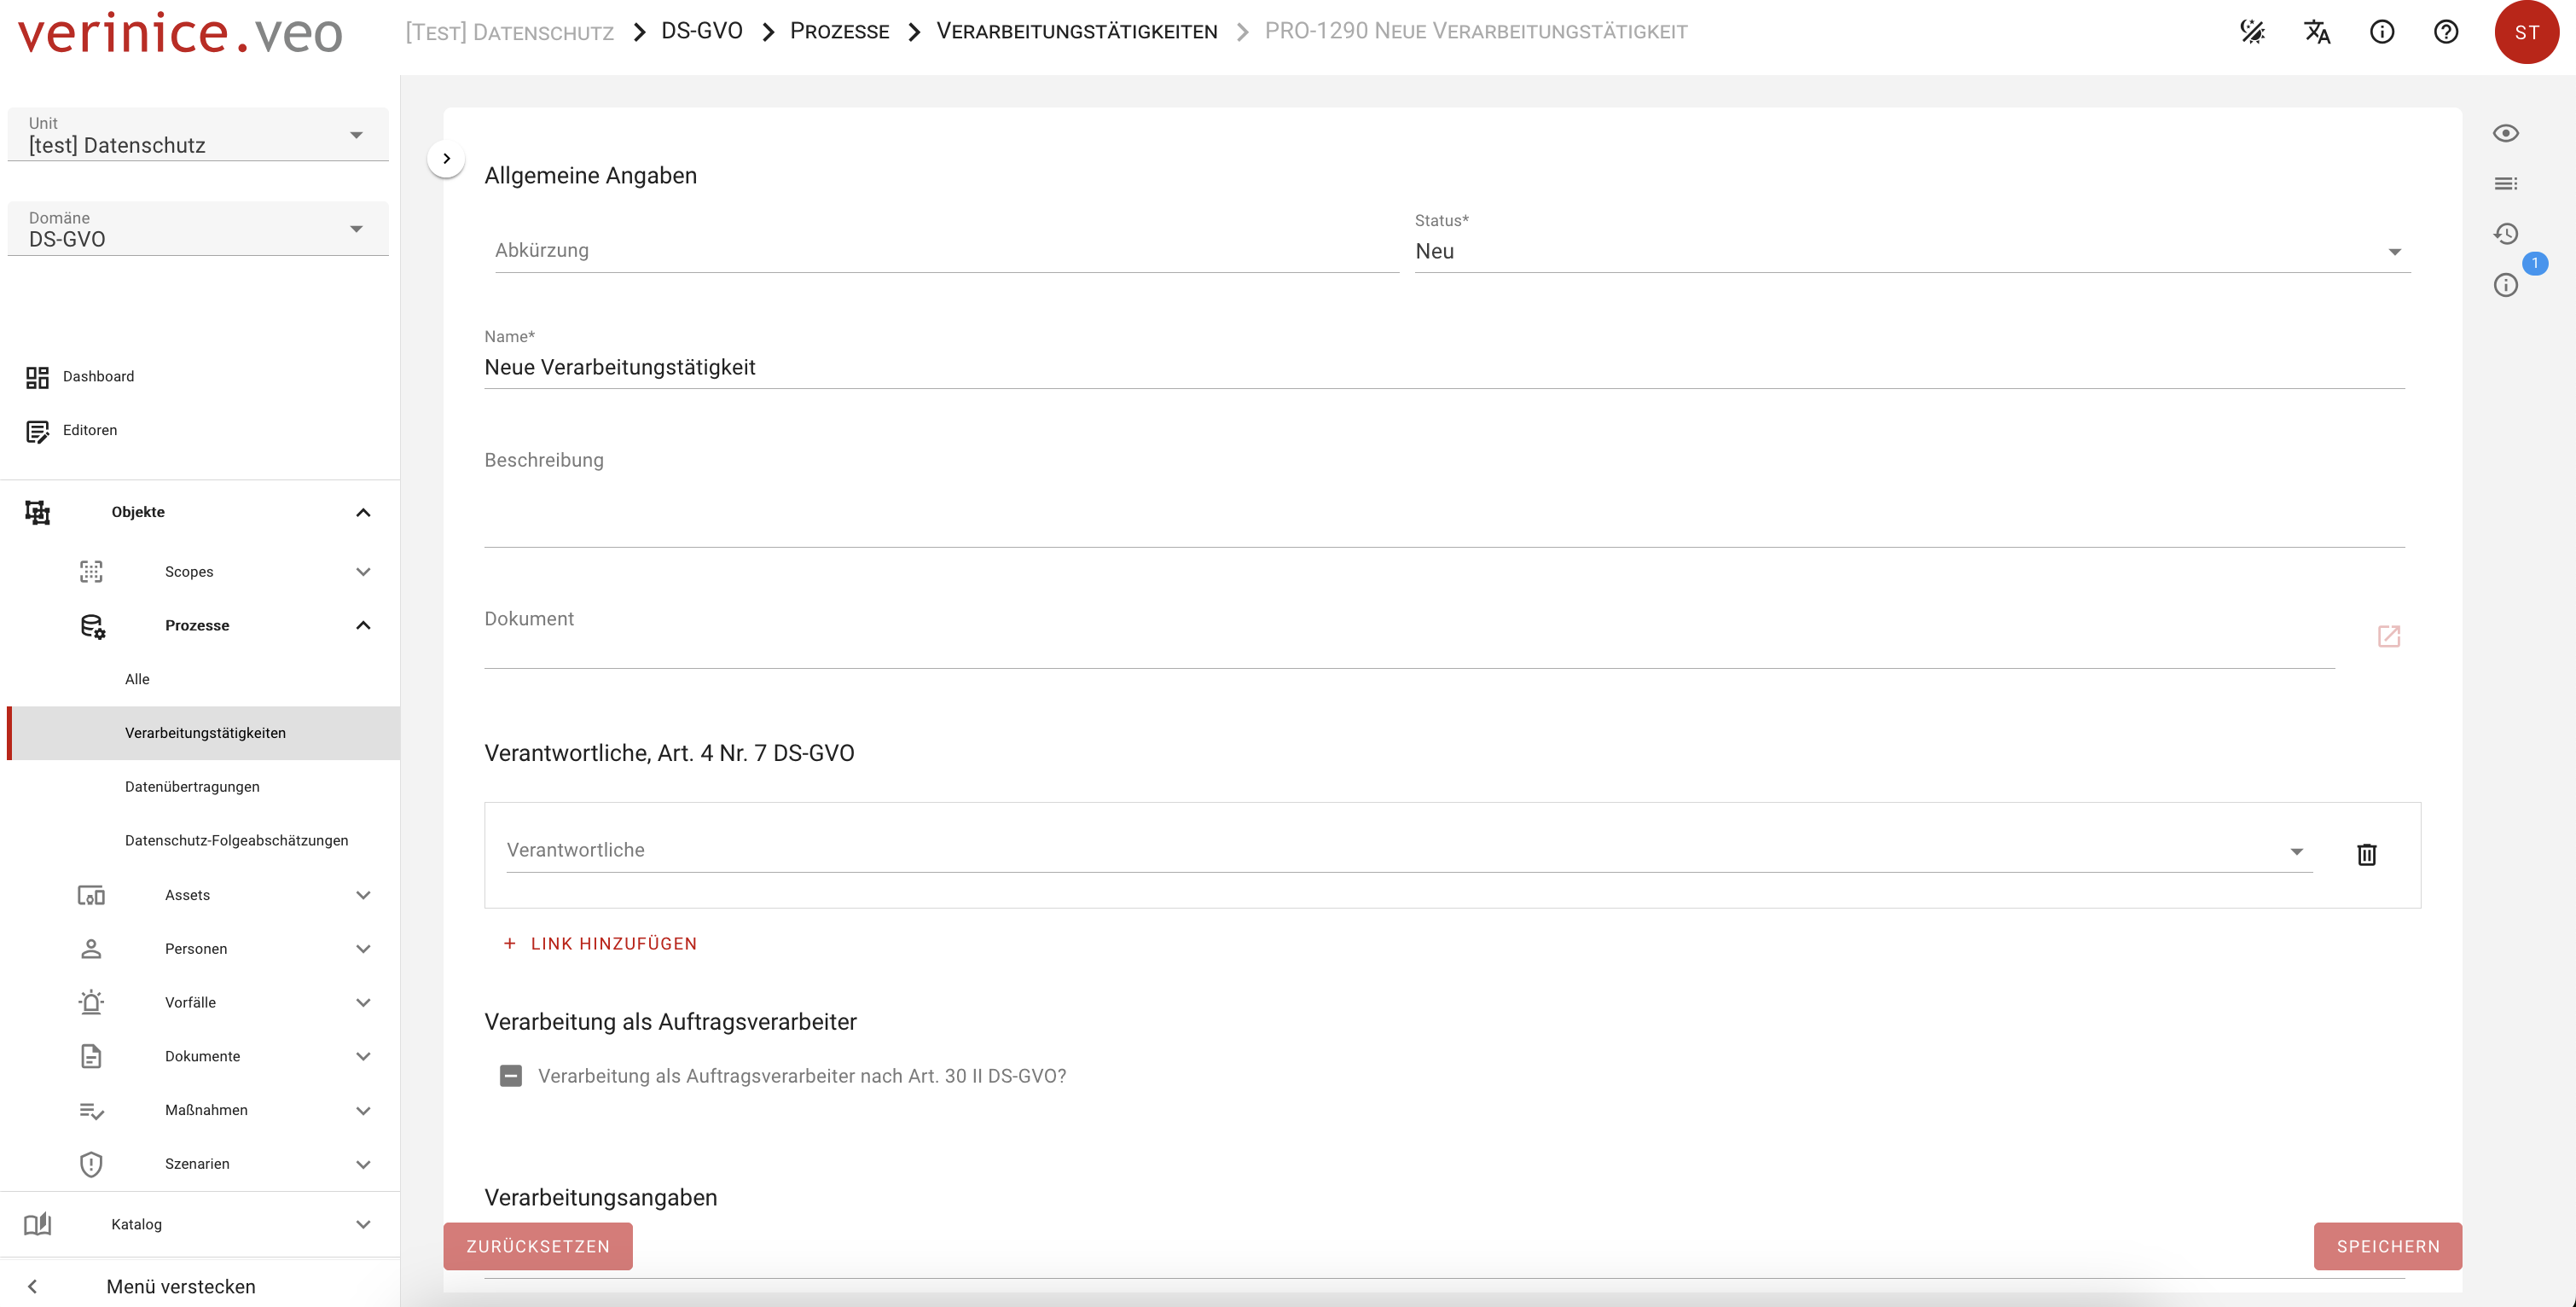 verinice.veo
[Test] Datenschutz > DS-GVO > Prozesse > Verarbeitungstätigkeiten > PRO-1290 Neue Verarbeitungstätigkeit
ST
Unit
[test] Datenschutz
Domäne
DS-GVO
Dashboard
Editoren
Objekte
Scopes
Prozesse
Alle
Verarbeitungstätigkeiten
Datenübertragungen
Datenschutz-Folgeabschätzungen
Assets
Personen
Vorfälle
Dokumente
Maßnahmen
Szenarien
Katalog
Menü verstecken
Allgemeine Angaben
Abkürzung
Status*
Neu
Name*
Neue Verarbeitungstätigkeit
Beschreibung
Dokument
Verantwortliche, Art. 4 Nr. 7 DS-GVO
Verantwortliche
+ LINK HINZUFÜGEN
Verarbeitung als Auftragsverarbeiter
Verarbeitung als Auftragsverarbeiter nach Art. 30 II DS-GVO?
Verarbeitungsangaben
ZURÜCKSETZEN
SPEICHERN
1